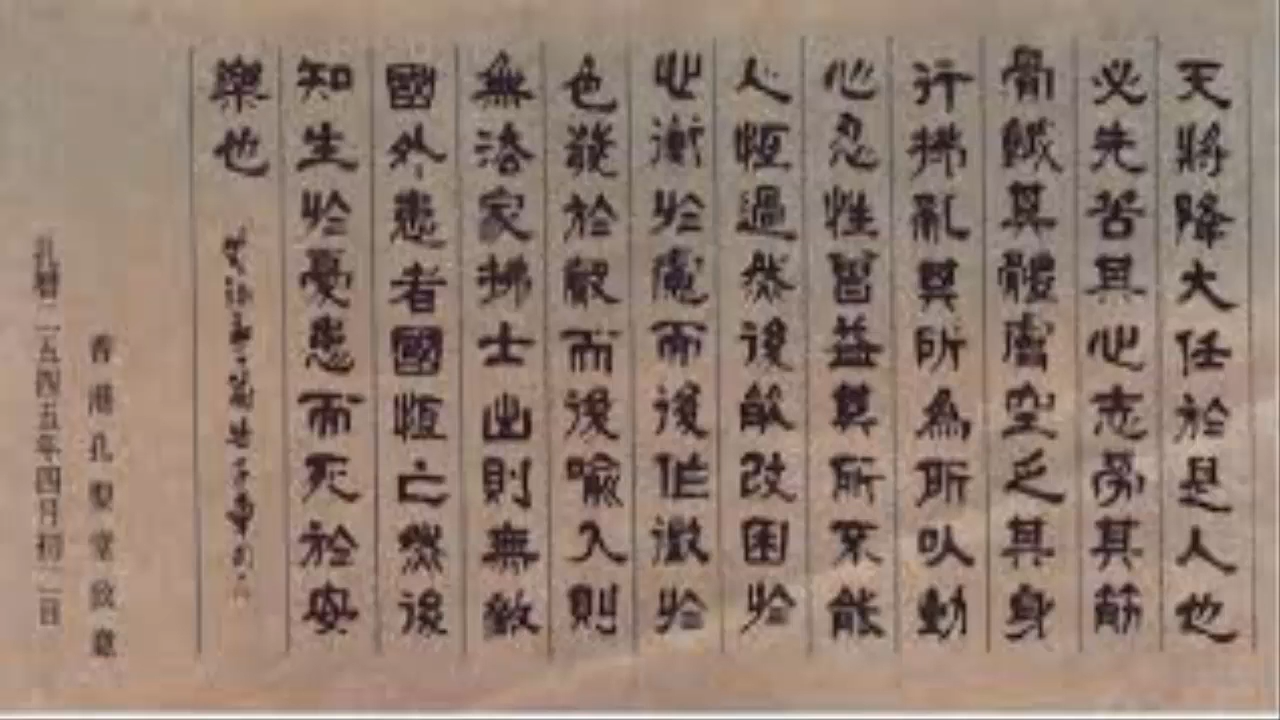 天將降大任於是人也
必先苦其心志勞其筋
骨餓其體膚空乏其身
行拂亂其所為所以動
心忍性曾益其所不能
人恆過然後能改困於
心衡於慮而後作徵於
色發於聲而後喻入則
無法家拂士出則無敵
國外患者國恆亡然後
知生於憂患而死於安
樂也
香港孔聖堂致意
孔曆二五四五年四月初二日